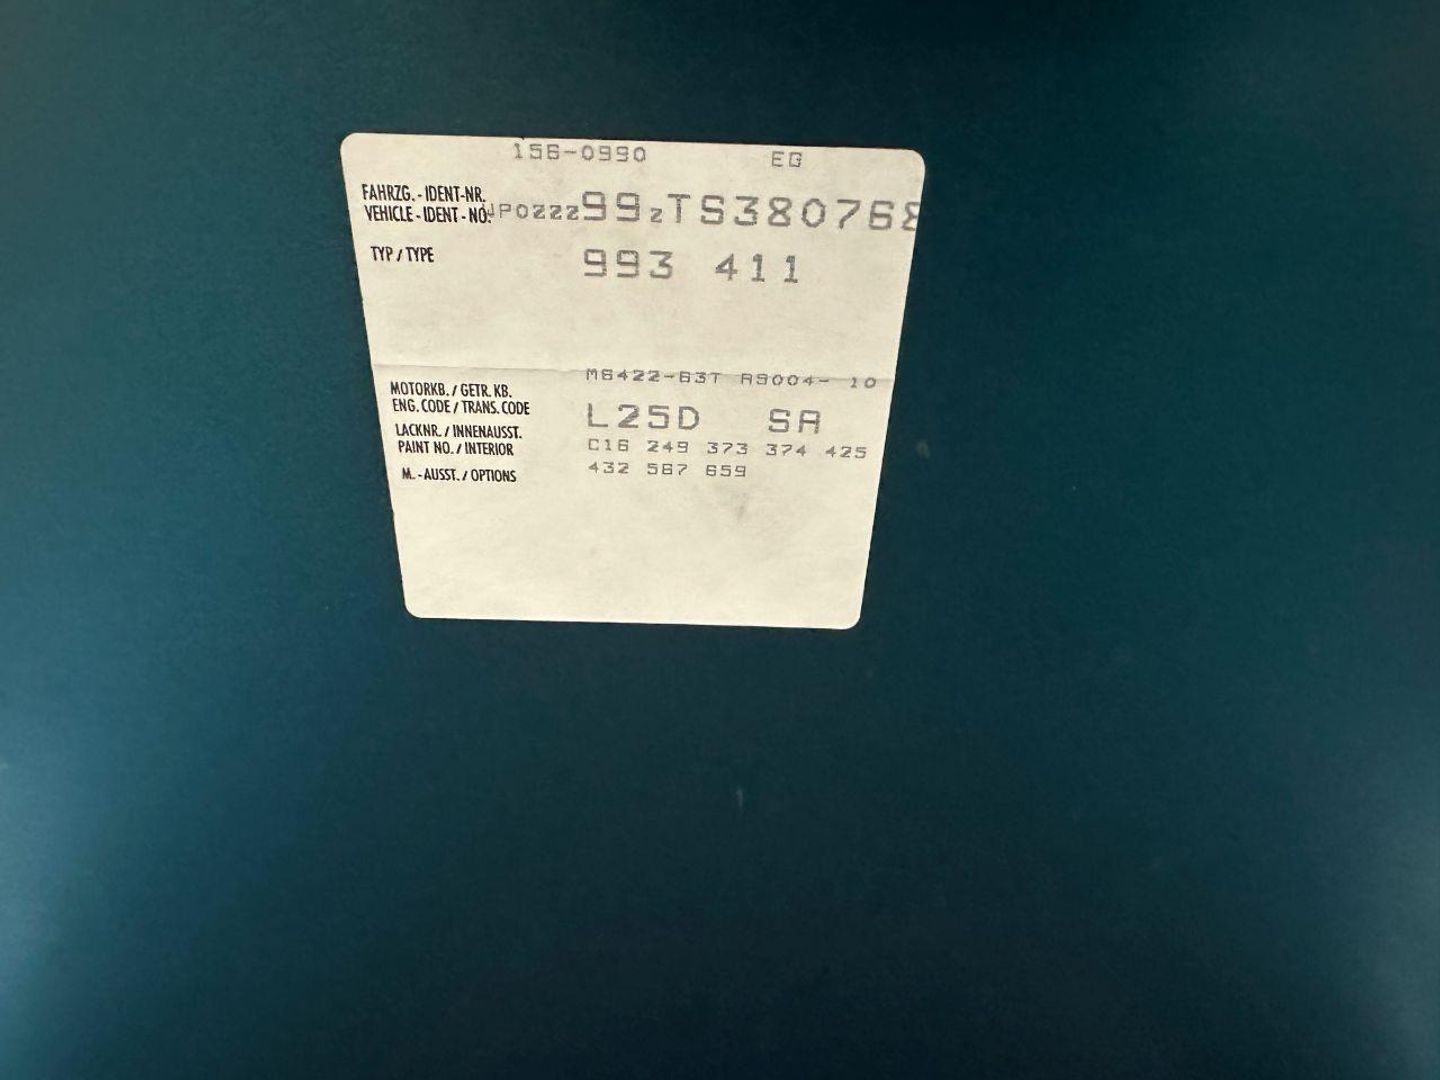 156-0990 EG
FAHRZG.-IDENT-NR.
VEHICLE-IDENT-NO. WP0ZZZ99ZTS380768
TYP / TYPE 993 411
M6422-63T A9004- 10
MOTORKB. / GETR. KB.
ENG. CODE / TRANS. CODE L25D SA
LACKNR. / INNENAUSST. C16 249 373 374 425
PAINT NO. / INTERIOR 432 567 659
M.-AUSST. / OPTIONS